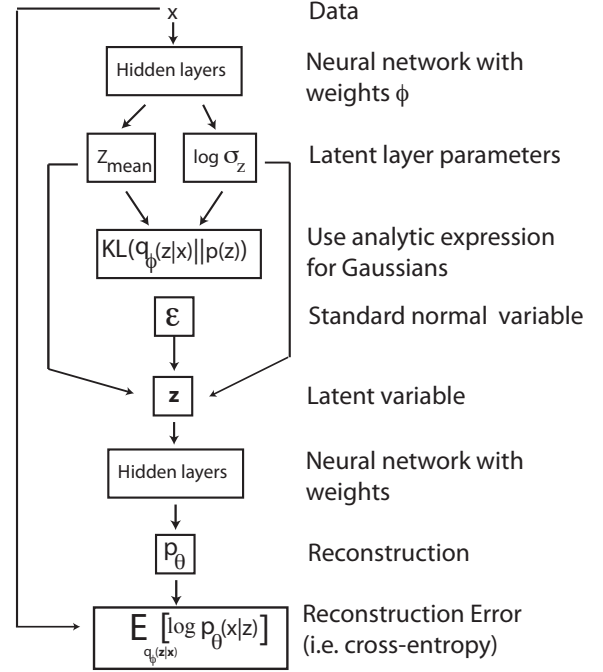 x Data
Hidden layers Neural network with
weights ϕ
Z_mean log σ_z Latent layer parameters
KL(q_ϕ(z|x)||p(z)) Use analytic expression
for Gaussians
ε Standard normal variable
z Latent variable
Hidden layers Neural network with
weights
p_θ Reconstruction
E_q_ϕ(z|x) [log p_θ(x|z)] Reconstruction Error
(i.e. cross-entropy)